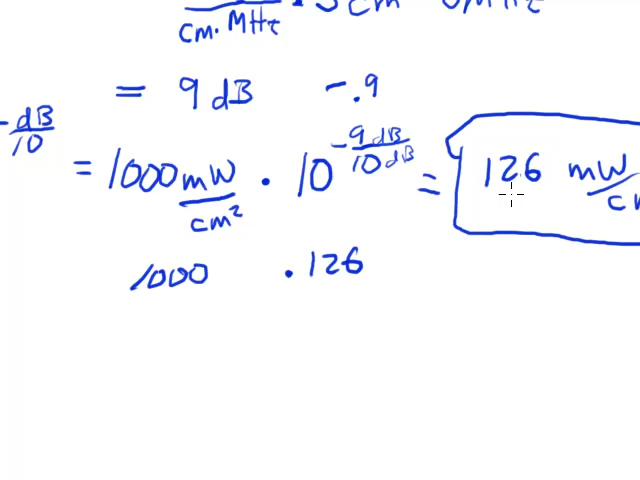 cm. MHz
= 9 dB -.9
- dB/10
= 1000 mW/cm² · 10^(-9 dB/10 dB) = 126 mW/cm
1000 .126